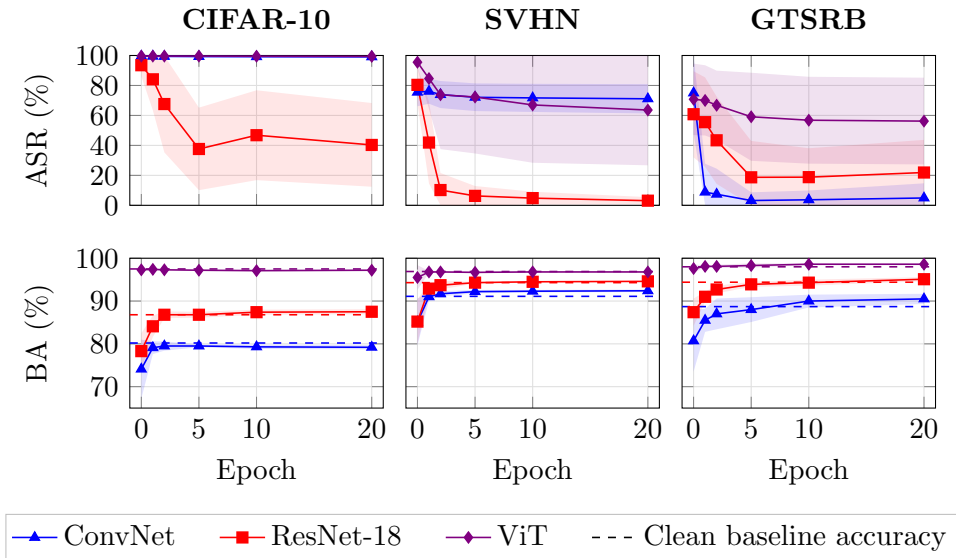 CIFAR-10 SVHN GTSRB
ASR (%)
100
80
60
40
20
0
BA (%)
100
90
80
70
0 5 10 20 0 5 10 20 0 5 10 20
Epoch Epoch Epoch
ConvNet ResNet-18 ViT Clean baseline accuracy